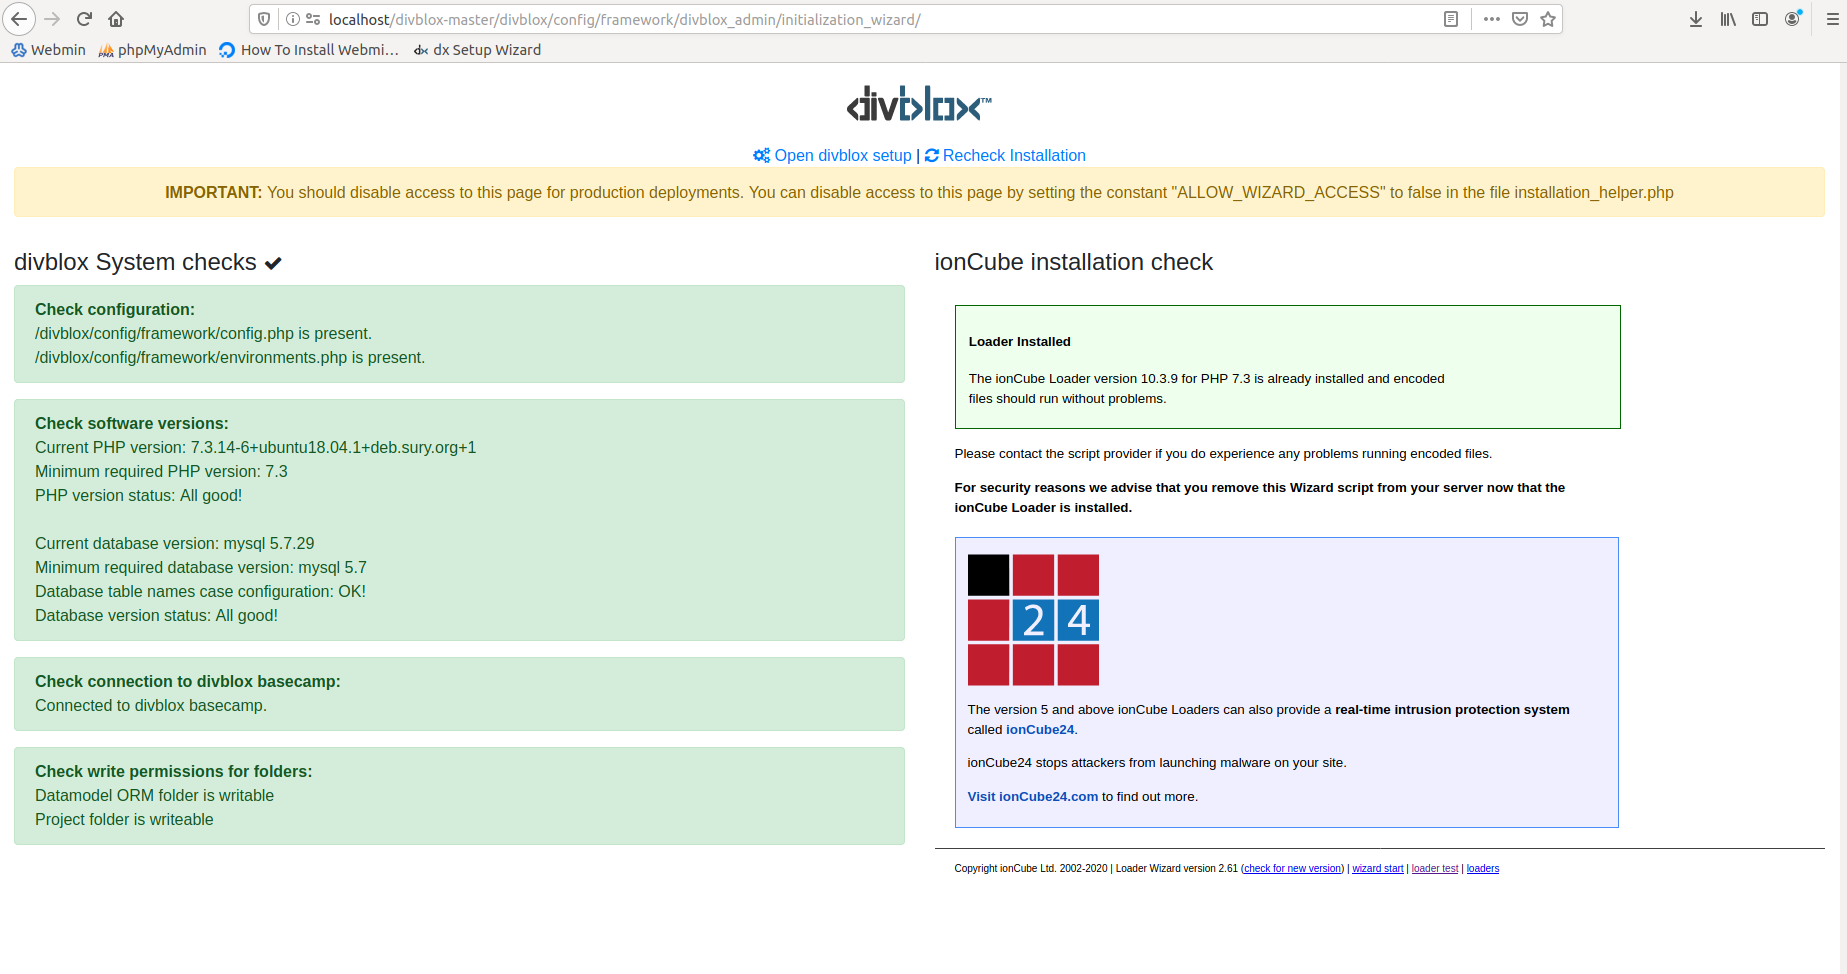 localhost/divblox-master/divblox/config/framework/divblox_admin/initialization_wizard/
Webmin phpMyAdmin How To Install Webmi... dx Setup Wizard
divblox™
Open divblox setup | Recheck Installation
IMPORTANT: You should disable access to this page for production deployments. You can disable access to this page by setting the constant "ALLOW_WIZARD_ACCESS" to false in the file installation_helper.php
divblox System checks
Check configuration:
/divblox/config/framework/config.php is present.
/divblox/config/framework/environments.php is present.
Check software versions:
Current PHP version: 7.3.14-6+ubuntu18.04.1+deb.sury.org+1
Minimum required PHP version: 7.3
PHP version status: All good!
Current database version: mysql 5.7.29
Minimum required database version: mysql 5.7
Database table names case configuration: OK!
Database version status: All good!
Check connection to divblox basecamp:
Connected to divblox basecamp.
Check write permissions for folders:
Datamodel ORM folder is writable
Project folder is writeable
ionCube installation check
Loader Installed
The ionCube Loader version 10.3.9 for PHP 7.3 is already installed and encoded
files should run without problems.
Please contact the script provider if you do experience any problems running encoded files.
For security reasons we advise that you remove this Wizard script from your server now that the
ionCube Loader is installed.
24
The version 5 and above ionCube Loaders can also provide a real-time intrusion protection system
called ionCube24.
ionCube24 stops attackers from launching malware on your site.
Visit ionCube24.com to find out more.
Copyright ionCube Ltd. 2002-2020 | Loader Wizard version 2.61 (check for new version) | wizard start | loader test | loaders